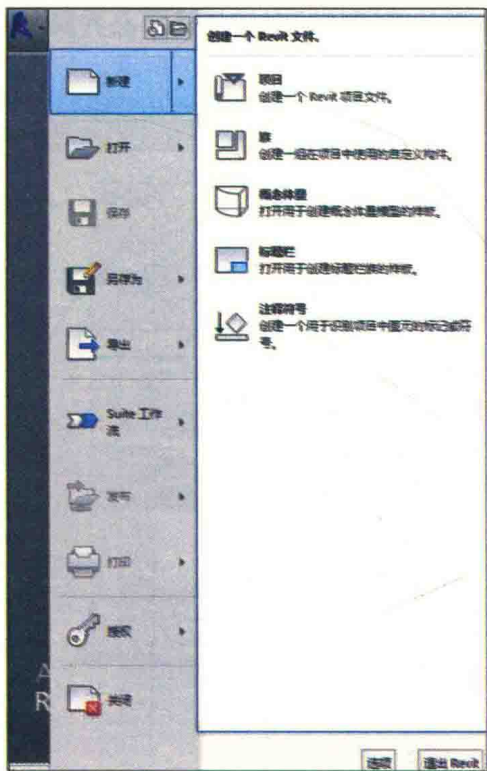 创建一个 Revit 文件。
新建
项目
创建一个 Revit 项目文件。
打开
族
创建一组在项目中使用的自定义构件。
保存
概念体量
打开用于创建概念体量模型的样板。
另存为
标题栏
打开用于创建标题栏族的样板。
导出
注释符号
创建一个用于识别项目中图元的标记或符
号。
Suite 工作
流
发布
打印
授权
关闭
A
R
选项
退出 Revit